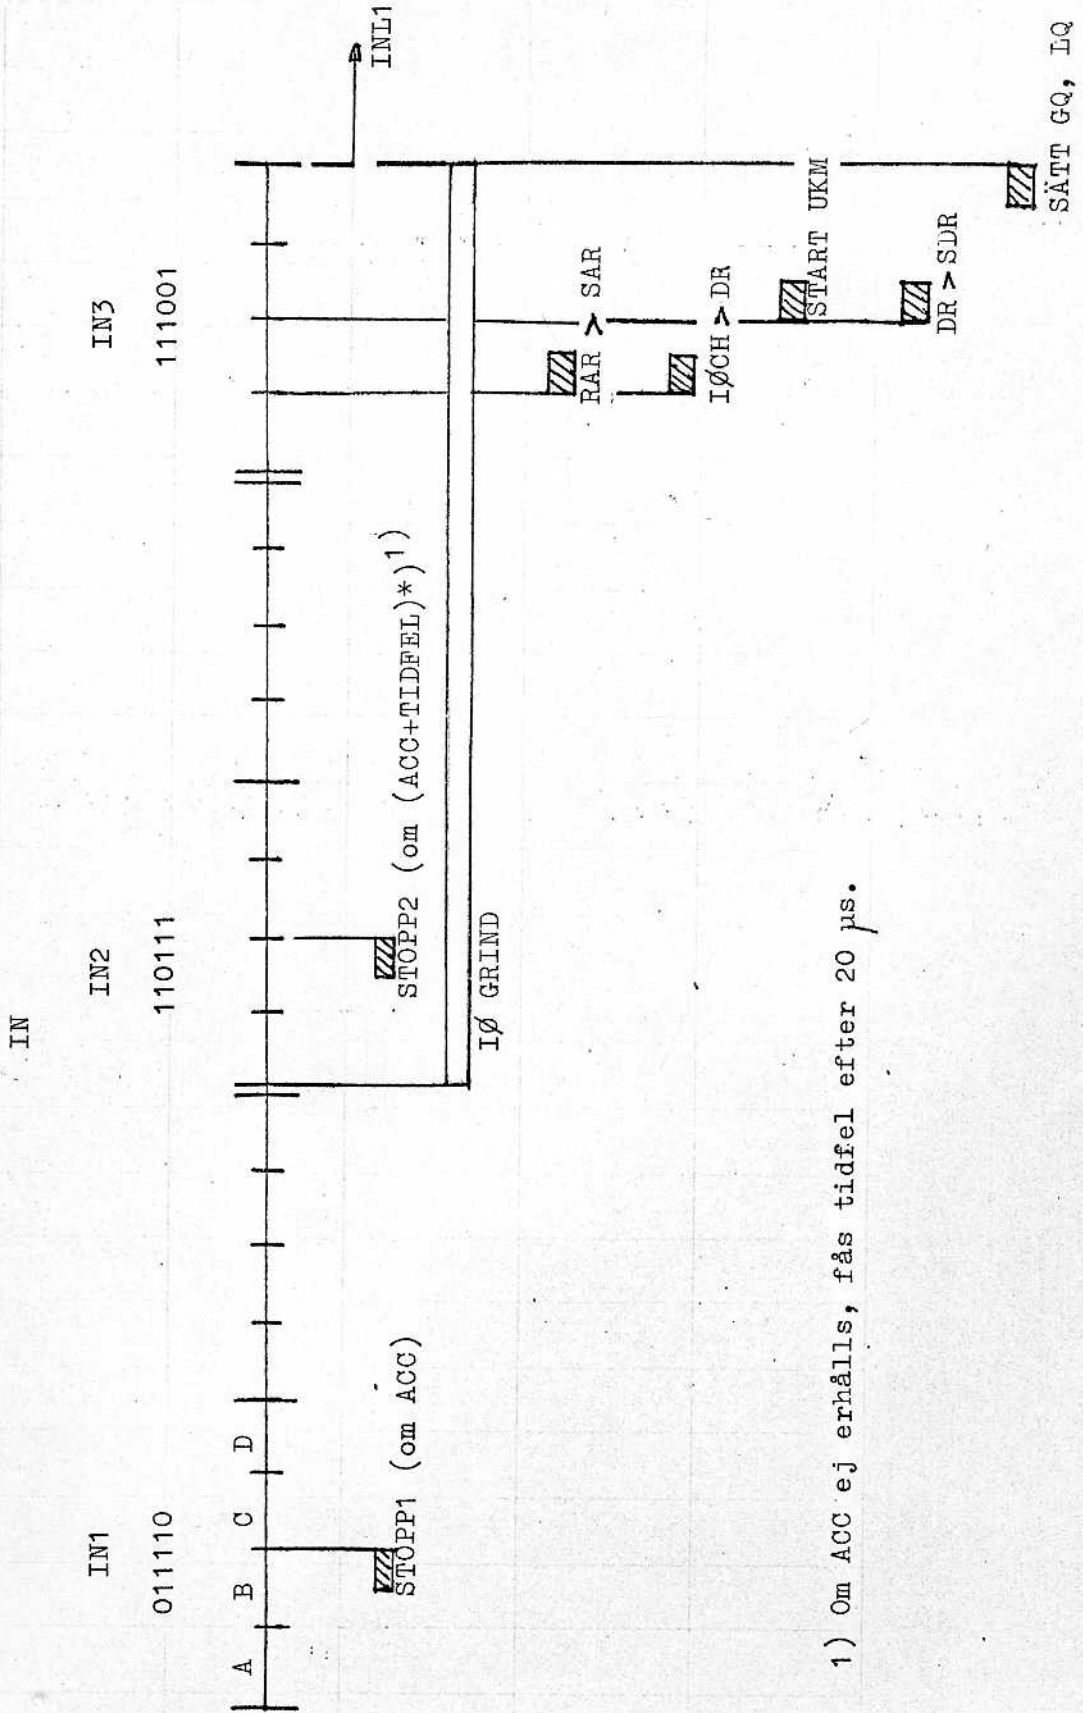 IN
IN1 IN2 IN3
011110 110111 111001
A B C D
INL1
STOPP1 (om ACC)
STOPP2 (om (ACC+TIDFEL)*)1)
IØ GRIND
RAR > SAR
IØCH > DR
START UKM
DR > SDR
SÄTT GQ, LQ
1) Om ACC ej erhålls, fås tidfel efter 20 µs.